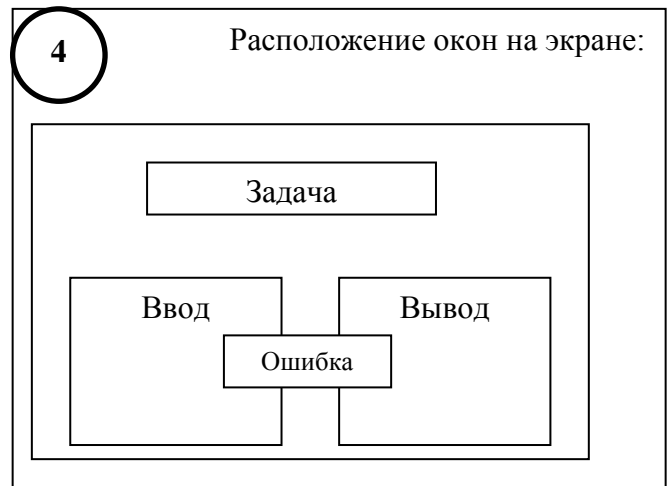 4
Расположение окон на экране:
Задача
Ввод
Вывод
Ошибка